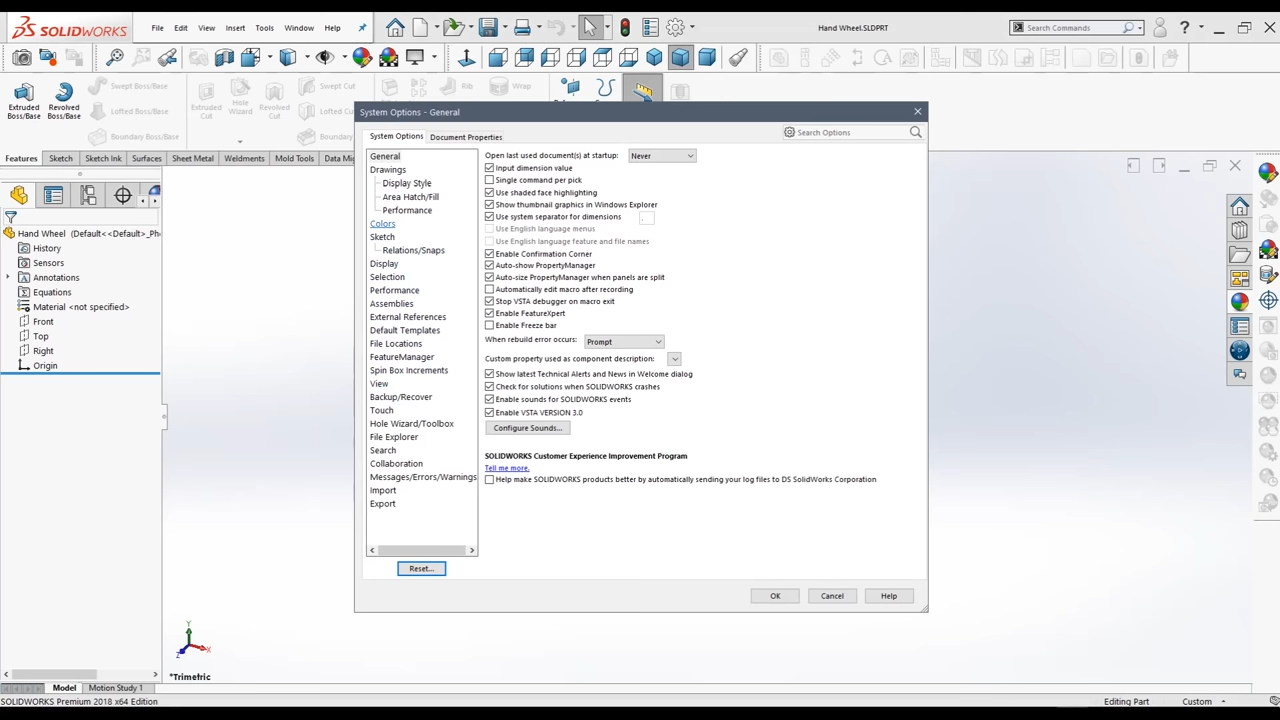 SOLIDWORKS
File Edit View Insert Tools Window Help
Hand Wheel.SLDPRT
Search Commands
?
Extruded Boss/Base
Revolved Boss/Base
Swept Boss/Base
Lofted Boss/Base
Boundary Boss/Base
Extruded Cut
Hole Wizard
Revolved Cut
Swept Cut
Lofted Cu
Bounda
Rib
Wrap
Features Sketch Sketch Ink Surfaces Sheet Metal Weldments Mold Tools Data Mi
Hand Wheel (Default<<Default>_Ph
History
Sensors
Annotations
Equations
Material <not specified>
Front
Top
Right
Origin
System Options - General
System Options Document Properties
Search Options
General
Drawings
Display Style
Area Hatch/Fill
Performance
Colors
Sketch
Relations/Snaps
Display
Selection
Performance
Assemblies
External References
Default Templates
File Locations
FeatureManager
Spin Box Increments
View
Backup/Recover
Touch
Hole Wizard/Toolbox
File Explorer
Search
Collaboration
Messages/Errors/Warnings
Import
Export
Reset...
Open last used document(s) at startup: Never
Input dimension value
Single command per pick
Use shaded face highlighting
Show thumbnail graphics in Windows Explorer
Use system separator for dimensions .
Use English language menus
Use English language feature and file names
Enable Confirmation Corner
Auto-show PropertyManager
Auto-size PropertyManager when panels are split
Automatically edit macro after recording
Stop VSTA debugger on macro exit
Enable FeatureXpert
Enable Freeze bar
When rebuild error occurs: Prompt
Custom property used as component description:
Show latest Technical Alerts and News in Welcome dialog
Check for solutions when SOLIDWORKS crashes
Enable sounds for SOLIDWORKS events
Enable VSTA VERSION 3.0
Configure Sounds...
SOLIDWORKS Customer Experience Improvement Program
Tell me more.
Help make SOLIDWORKS products better by automatically sending your log files to DS SolidWorks Corporation
OK Cancel Help
Y
X
Z
*Trimetric
Model Motion Study 1
SOLIDWORKS Premium 2018 x64 Edition
Editing Part
Custom